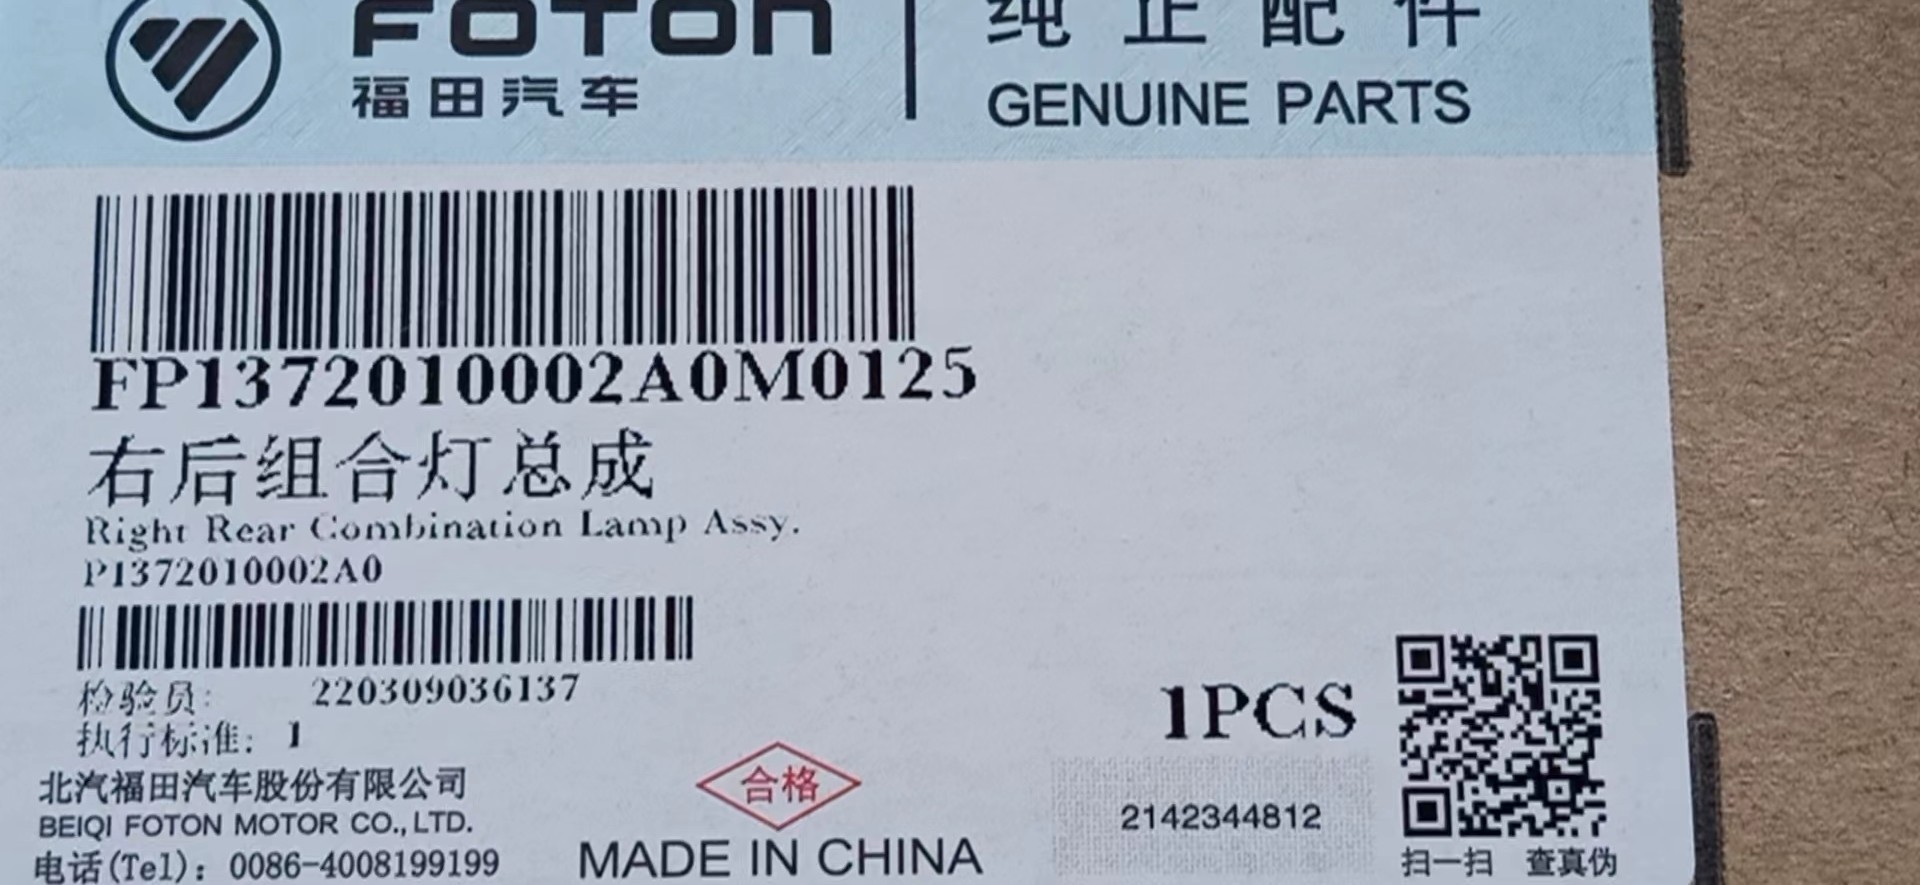 FOTON
福田汽车
纯正配件
GENUINE PARTS
FP1372010002A0M0125
右后组合灯总成
Right Rear Combination Lamp Assy.
P1372010002A0
检验员: 220309036137
执行标准: 1
北汽福田汽车股份有限公司
BEIQI FOTON MOTOR CO., LTD.
电话(Tel): 0086-4008199199
合格
MADE IN CHINA
1PCS
2142344812
扫一扫 查真伪